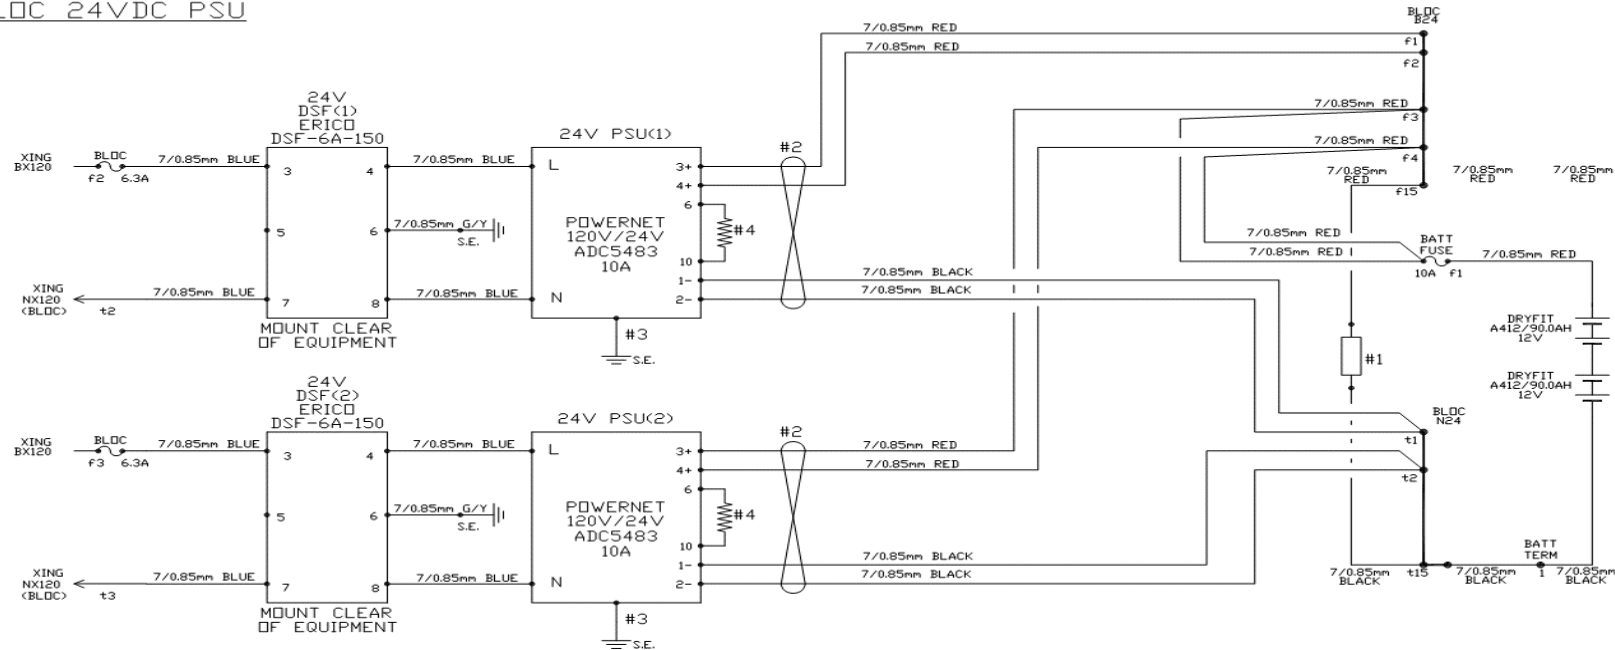 LOC 24VDC PSU
24V
DSF(1)
ERICO
DSF-6A-150
XING
BX120
BLOC
f2 6.3A
7/0.85mm BLUE
3
4
5
6
7
8
7/0.85mm BLUE
7/0.85mm G/Y
S.E.
XING
NX120
(BLOC)
t2
7/0.85mm BLUE
7/0.85mm BLUE
MOUNT CLEAR
OF EQUIPMENT
24V PSU(1)
L
N
POWERNET
120V/24V
ADC5483
10A
3+
4+
6
10
1-
2-
#4
#2
#3
S.E.
7/0.85mm RED
7/0.85mm RED
7/0.85mm BLACK
7/0.85mm BLACK
24V
DSF(2)
ERICO
DSF-6A-150
XING
BX120
BLOC
f3 6.3A
7/0.85mm BLUE
3
4
5
6
7
8
7/0.85mm BLUE
7/0.85mm G/Y
S.E.
XING
NX120
(BLOC)
t3
7/0.85mm BLUE
7/0.85mm BLUE
MOUNT CLEAR
OF EQUIPMENT
24V PSU(2)
L
N
POWERNET
120V/24V
ADC5483
10A
3+
4+
6
10
1-
2-
#4
#2
#3
S.E.
7/0.85mm RED
7/0.85mm RED
7/0.85mm BLACK
7/0.85mm BLACK
BLOC
B24
f1
f2
7/0.85mm RED
f3
7/0.85mm RED
f4
7/0.85mm
RED
f15
7/0.85mm
RED
7/0.85mm
RED
7/0.85mm RED
7/0.85mm RED
BATT
FUSE
10A f1
7/0.85mm RED
DRYFIT
A412/90.0AH
12V
#1
DRYFIT
A412/90.0AH
12V
BLOC
N24
t1
t2
t15
7/0.85mm
BLACK
7/0.85mm
BLACK
BATT
TERM
1
7/0.85mm
BLACK